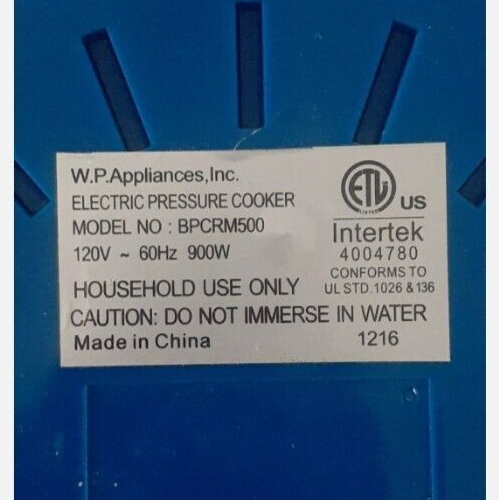 W.P.Appliances,Inc.
ELECTRIC PRESSURE COOKER
MODEL NO : BPCRM500
120V ~ 60Hz 900W
HOUSEHOLD USE ONLY
CAUTION: DO NOT IMMERSE IN WATER
Made in China
ETL
LISTED
US
Intertek
4004780
CONFORMS TO
UL STD.1026 & 136
1216